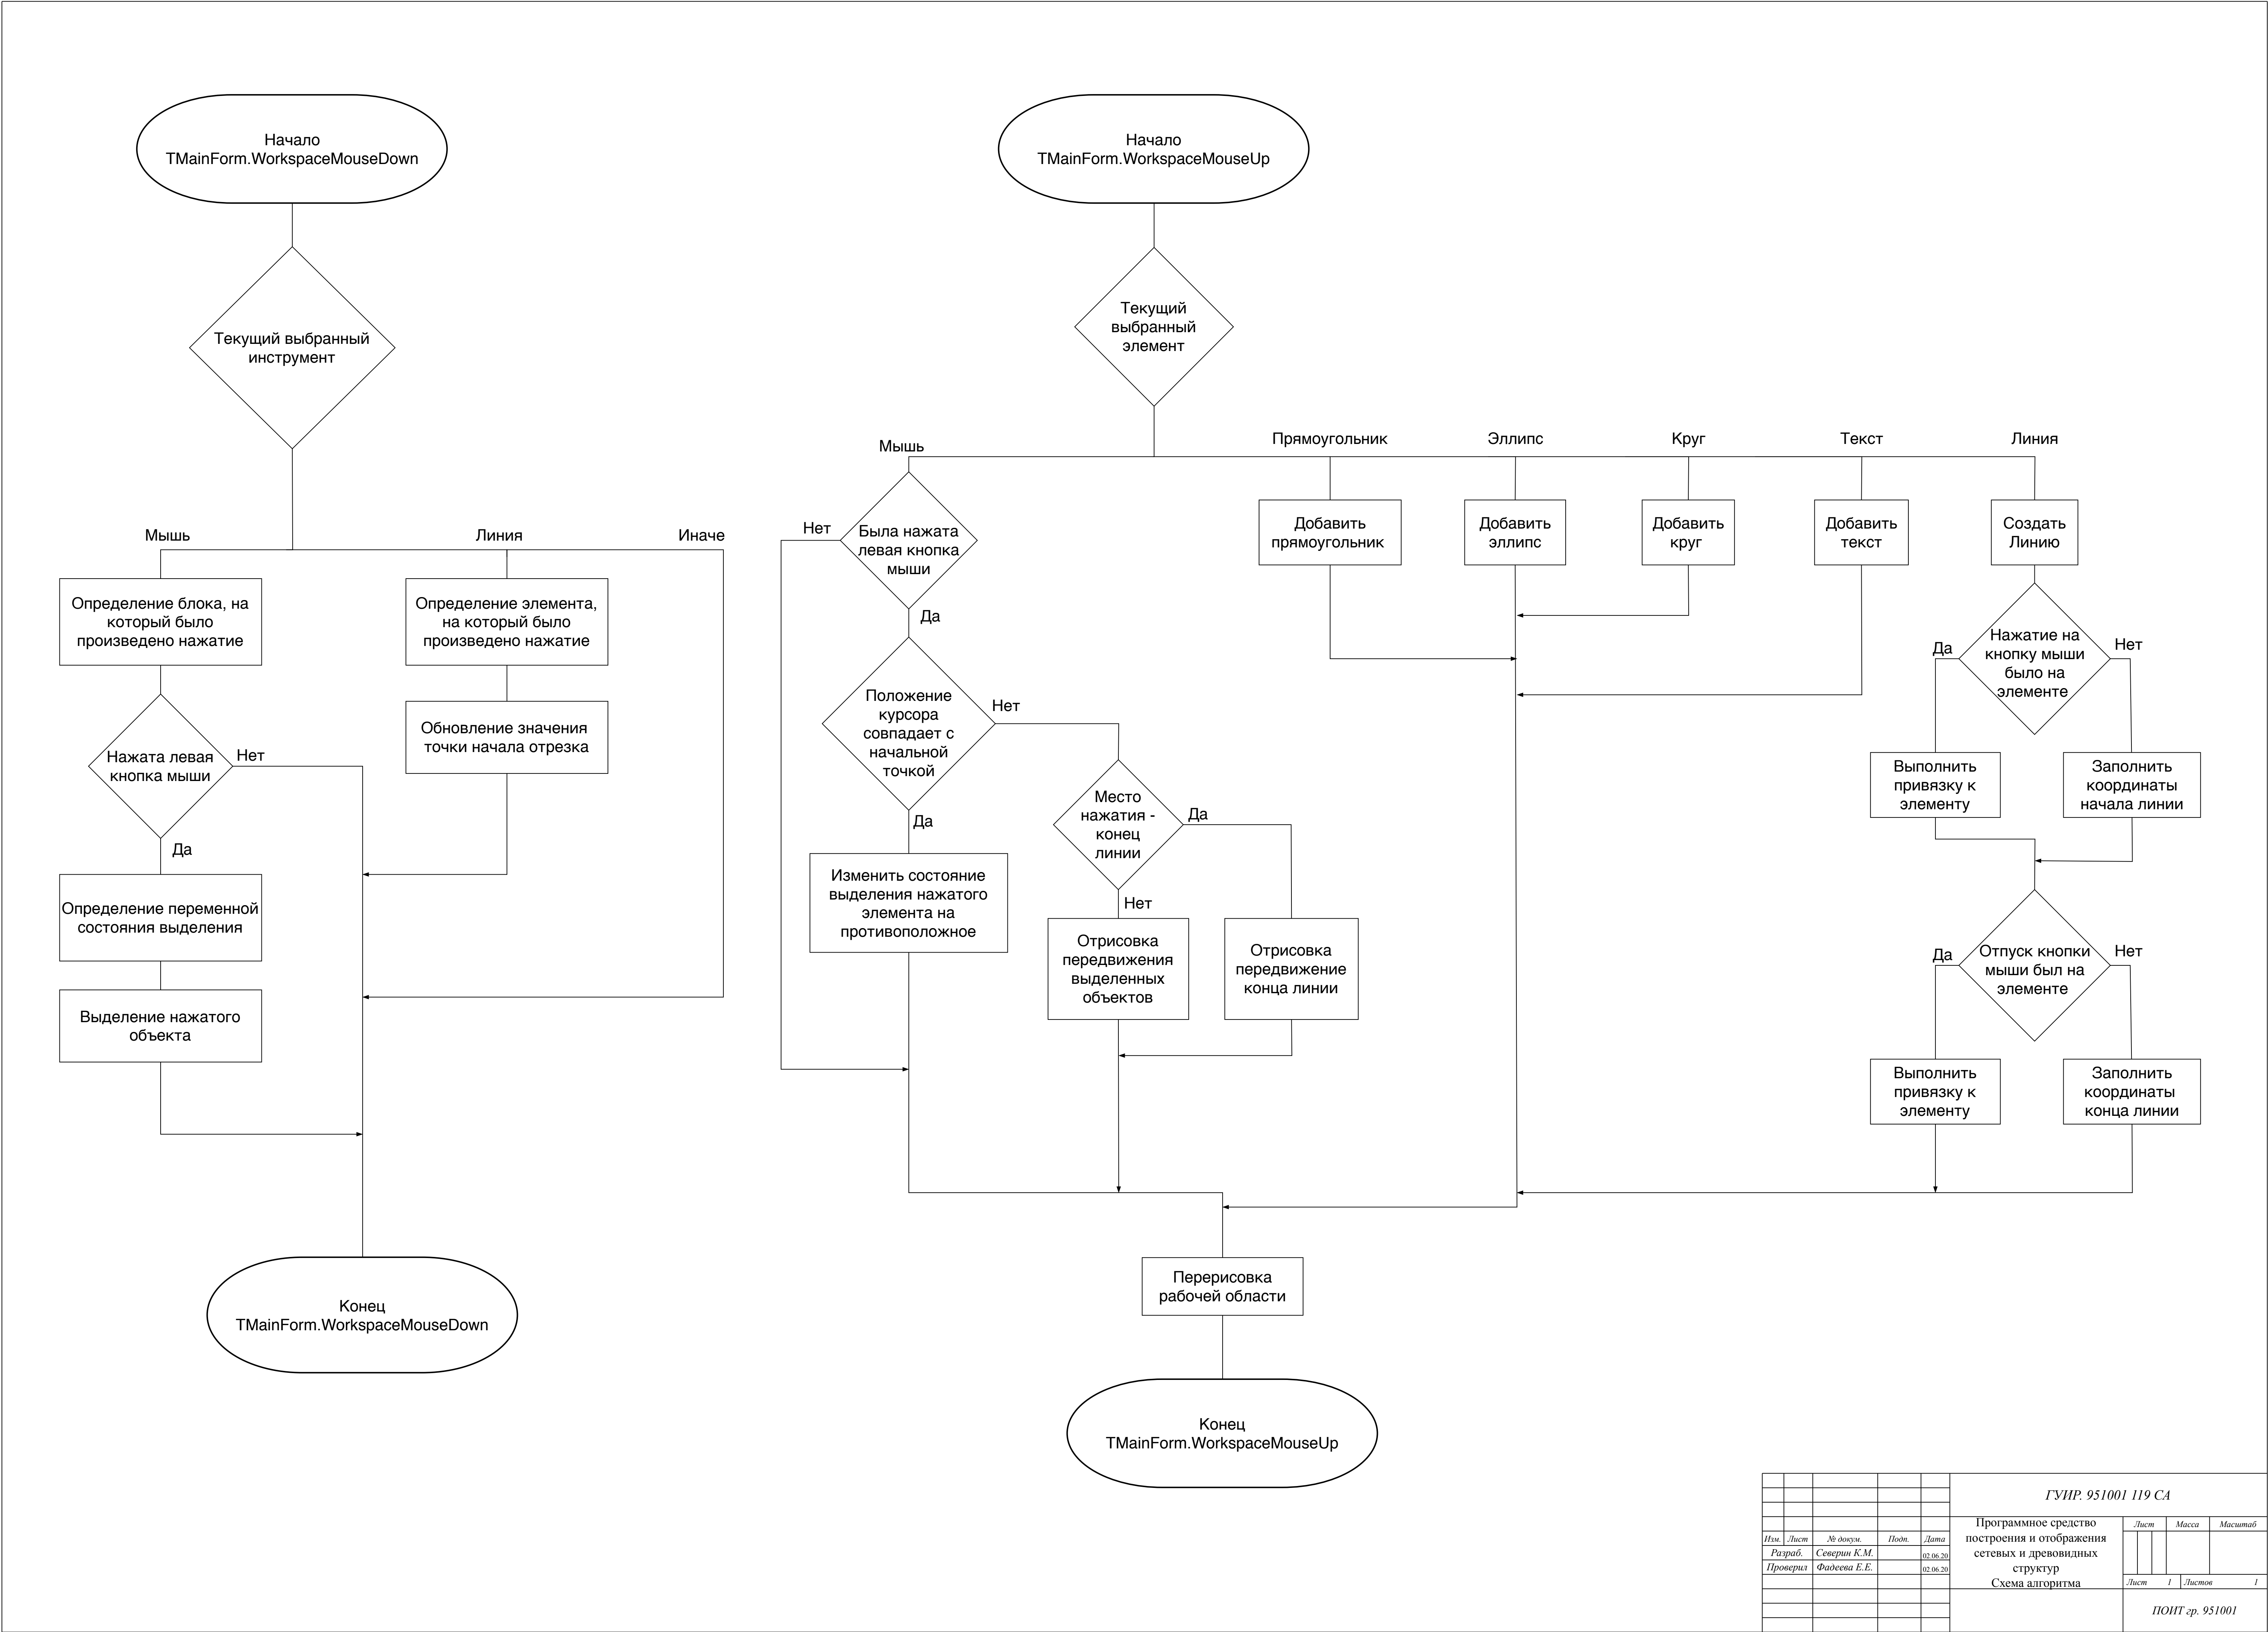 Начало
TMainForm.WorkspaceMouseDown
Текущий выбранный
инструмент
Мышь
Линия
Иначе
Определение блока, на
который было
произведено нажатие
Определение элемента,
на который было
произведено нажатие
Нажата левая
кнопка мыши
Нет
Да
Обновление значения
точки начала отрезка
Определение переменной
состояния выделения
Выделение нажатого
объекта
Конец
TMainForm.WorkspaceMouseDown
Начало
TMainForm.WorkspaceMouseUp
Текущий
выбранный
элемент
Мышь
Прямоугольник
Эллипс
Круг
Текст
Линия
Была нажата
левая кнопка
мыши
Нет
Да
Положение
курсора
совпадает с
начальной
точкой
Нет
Да
Место
нажатия -
конец
линии
Да
Нет
Изменить состояние
выделения нажатого
элемента на
противоположное
Отрисовка
передвижения
выделенных
объектов
Отрисовка
передвижение
конца линии
Добавить
прямоугольник
Добавить
эллипс
Добавить
круг
Добавить
текст
Создать
Линию
Нажатие на
кнопку мыши
было на
элементе
Да
Нет
Выполнить
привязку к
элементу
Заполнить
координаты
начала линии
Отпуск кнопки
мыши был на
элементе
Да
Нет
Выполнить
привязку к
элементу
Заполнить
координаты
конца линии
Перерисовка
рабочей области
Конец
TMainForm.WorkspaceMouseUp
ГУИР. 951001 119 СА
Изм. Лист № докум. Подп. Дата
Разраб. Северин К.М. 02.06.20
Проверил Фадеева Е.Е. 02.06.20
Программное средство
построения и отображения
сетевых и древовидных
структур
Схема алгоритма
Лист Масса Масштаб
Лист 1 Листов 1
ПОИТ гр. 951001